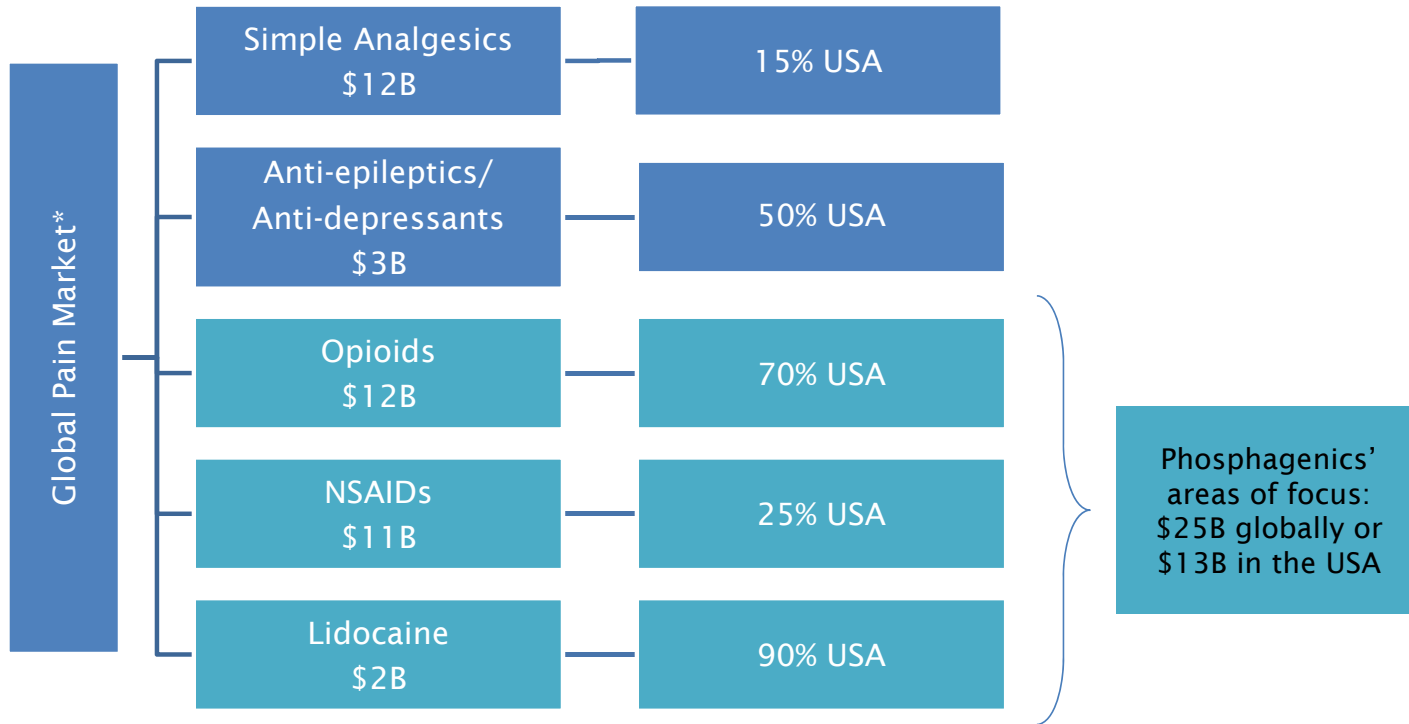 Global Pain Market*
Simple Analgesics
$12B
15% USA
Anti-epileptics/
Anti-depressants
$3B
50% USA
Opioids
$12B
70% USA
NSAIDs
$11B
25% USA
Lidocaine
$2B
90% USA
Phosphagenics’
areas of focus:
$25B globally or
$13B in the USA